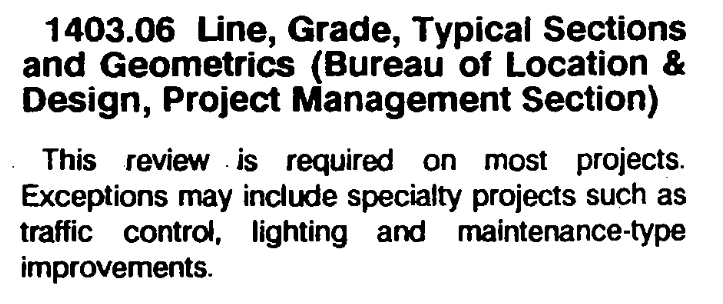 1403.06 Line, Grade, Typical Sections
and Geometrics (Bureau of Location &
Design, Project Management Section)
This review is required on most projects.
Exceptions may include specialty projects such as
traffic control, lighting and maintenance-type
improvements.